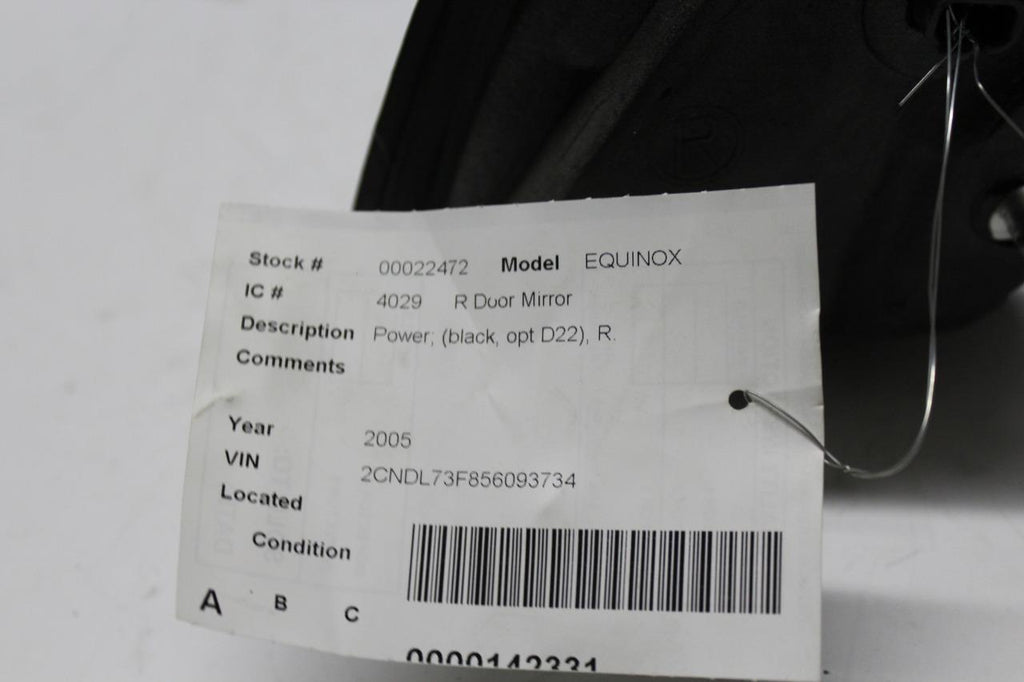 Stock # 00022472 Model EQUINOX
IC # 4029 R Door Mirror
Description Power; (black, opt D22), R.
Comments
Year 2005
VIN 2CNDL73F856093734
Located
Condition
A B C
0000142331